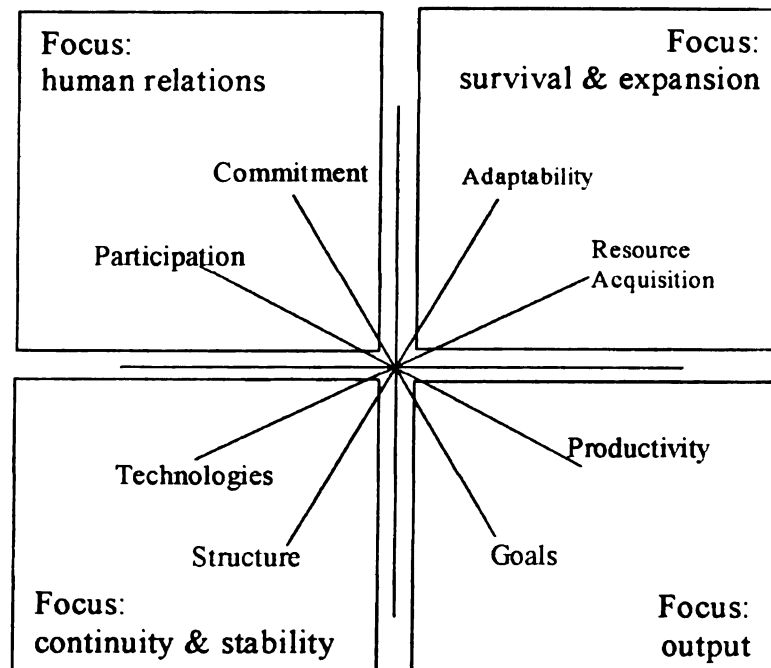 Focus:
human relations
Focus:
survival & expansion
Commitment
Adaptability
Participation
Resource
Acquisition
Technologies
Productivity
Structure
Goals
Focus:
continuity & stability
Focus:
output